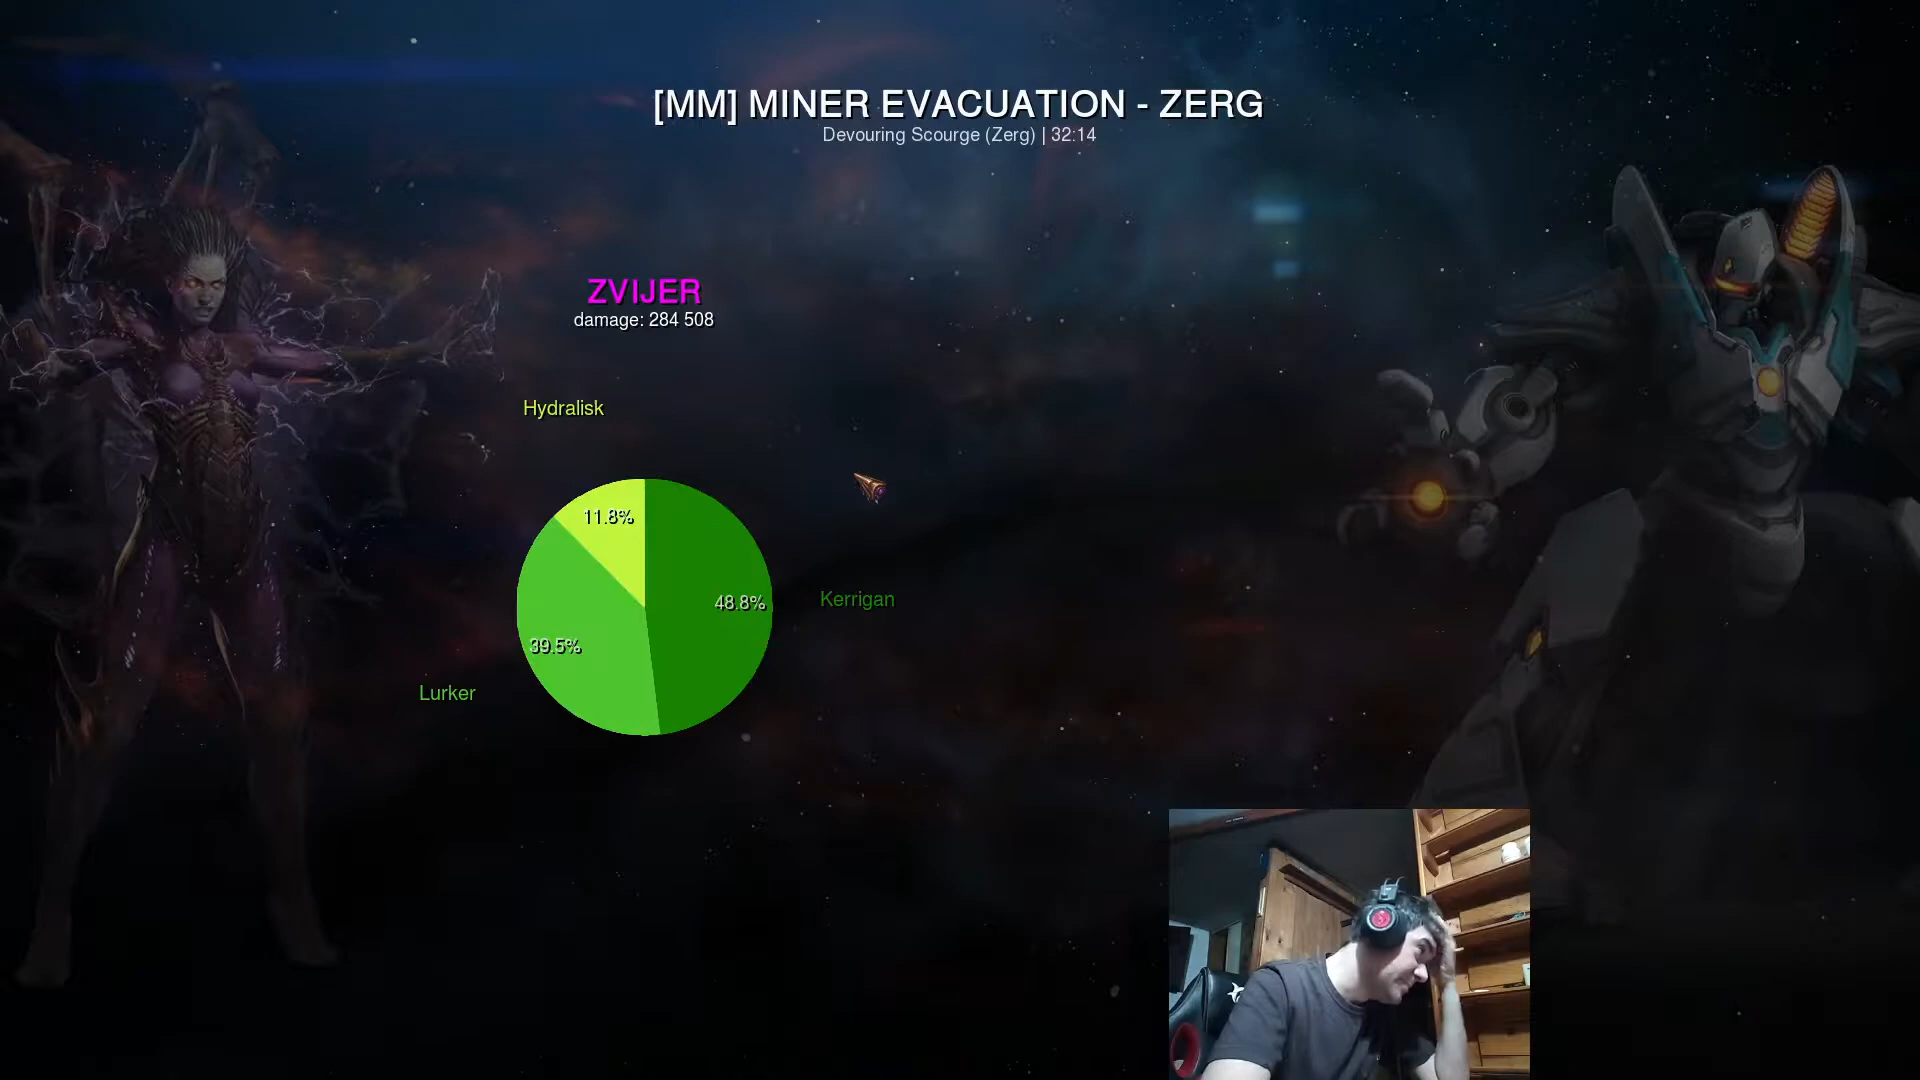 [MM] MINER EVACUATION - ZERG
Devouring Scourge (Zerg) | 32:14
ZVIJER
damage: 284 508
Hydralisk
11.8%
48.8%
Kerrigan
39.5%
Lurker